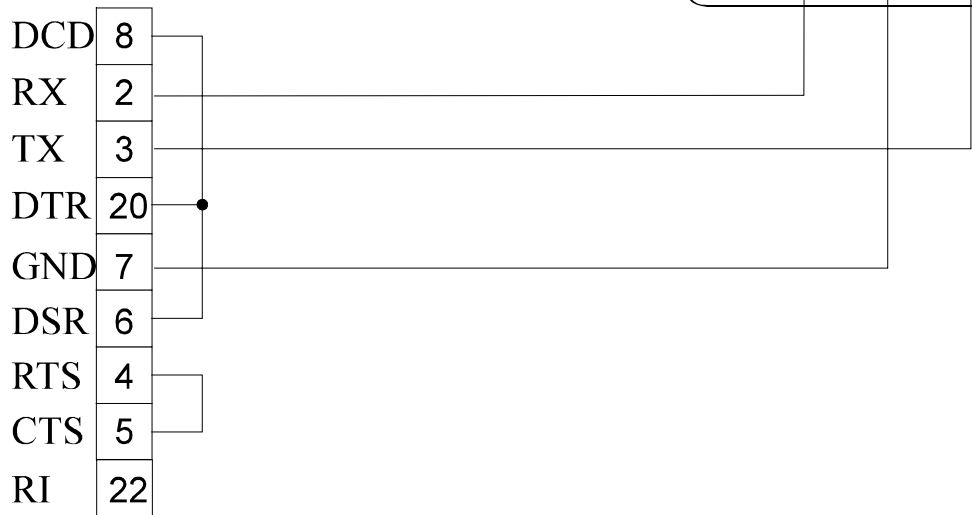 DCD 8
RX 2
TX 3
DTR 20
GND 7
DSR 6
RTS 4
CTS 5
RI 22